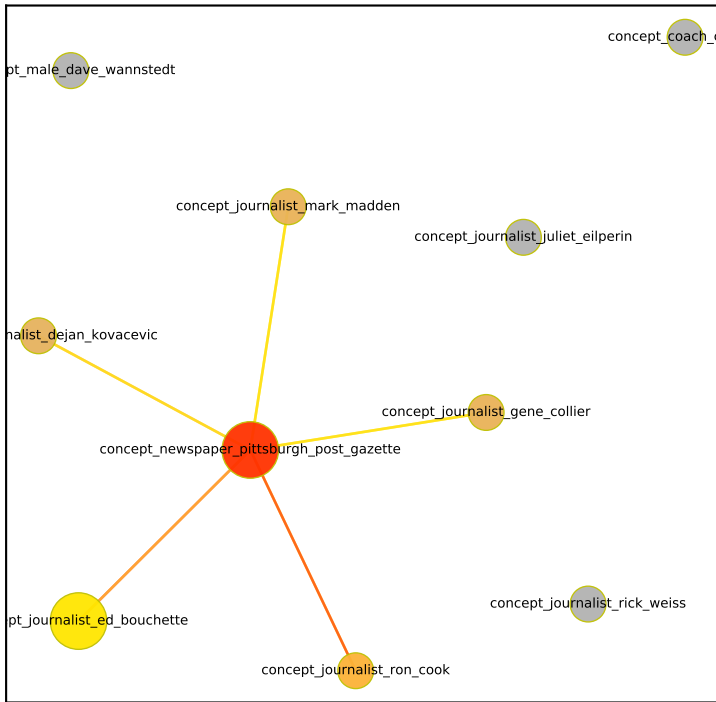 concept_coach_
pt_male_dave_wannstedt
concept_journalist_mark_madden
concept_journalist_juliet_eilperin
nalist_dejan_kovacevic
concept_journalist_gene_collier
concept_newspaper_pittsburgh_post_gazette
concept_journalist_rick_weiss
pt_journalist_ed_bouchette
concept_journalist_ron_cook